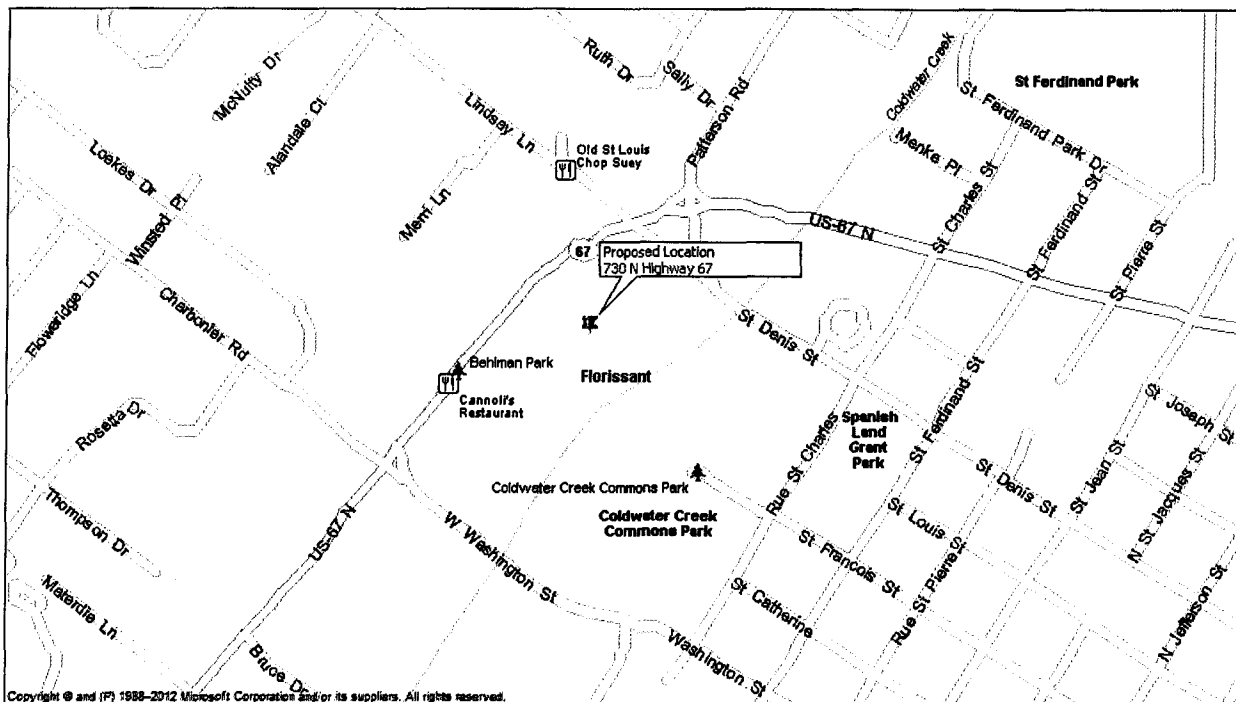 McNulty Dr
Alandale Ct
Lindsay Ln
Ruth Dr
Sally Dr
Patterson Rd
Coldwater Creek
St Ferdinand Park
St Ferdinand Park Dr
Menke Pl
Loekes Dr
Winsted Pl
Merri Ln
Old St Louis
Chop Suey
St Charles St
St Ferdinand St
St Pierre St
US-67 N
67
Proposed Location
730 N Highway 67
Floweridge Ln
Charbonier Rd
St Denis St
Behlman Park
Florissant
Cannoli's
Restaurant
Rosetta Dr
Spanish
Land
Grant
Park
Rue St Charles
St Ferdinand St
St Joseph St
Coldwater Creek Commons Park
Coldwater Creek
Commons Park
St Denis St
St Jean St
N St Jacques St
Thompson Dr
US-67 N
W Washington St
St Louis St
St Francois St
Rue St Pierre
St Catherine
N Jefferson St
Materdie Ln
Bruce Dr
Washington St
Copyright © and (P) 1988–2012 Microsoft Corporation and/or its suppliers. All rights reserved.